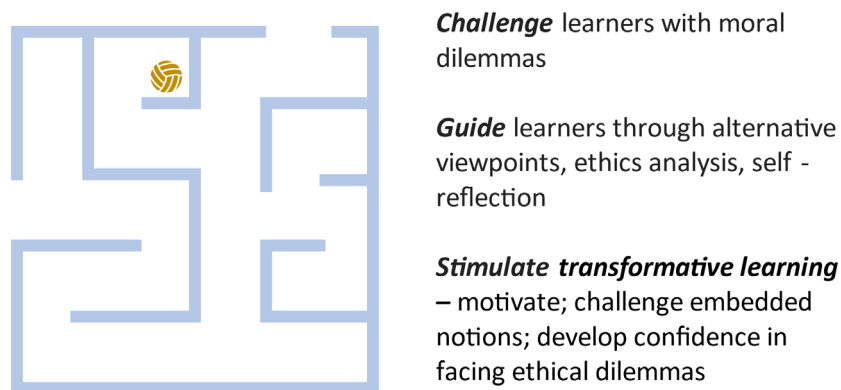 Challenge learners with moral
dilemmas
Guide learners through alternative
viewpoints, ethics analysis, self -
reflection
Stimulate transformative learning
– motivate; challenge embedded
notions; develop confidence in
facing ethical dilemmas